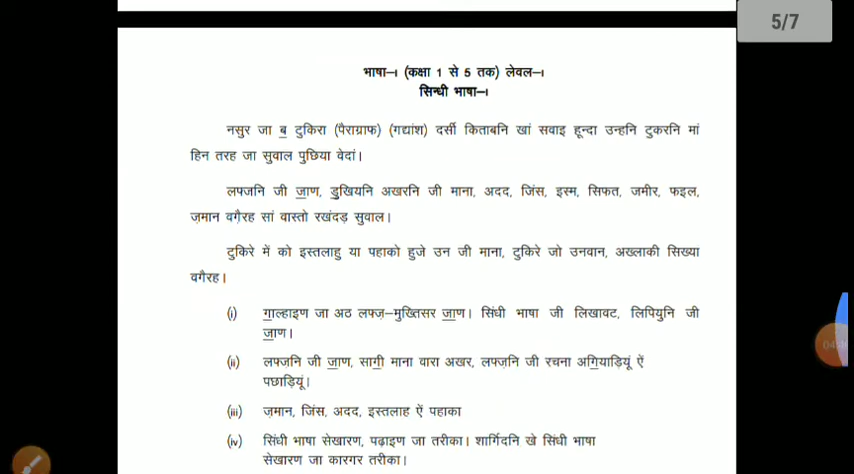 5/7
भाषा–I (कक्षा 1 से 5 तक) लेवल–I
सिन्धी भाषा–I
नसुर जा ब॒ टुकिरा (पैराग्राफ) (गद्यांश) दर्सी किताबनि खां सवाइ हून्दा उन्हनि टुकरनि मां
हिन तरह जा सुवाल पुछिया वेदां।
लफ्जनि जी जा॒ण, डु॒खियनि अखरनि जी माना, अदद, जिंस, इस्म, सिफत, जमीर, फइल,
ज़मान वगै़रह सां वास्तो रखंदड़ सुवाल।
टुकिरे में को इस्तलाहु या पहाको हुजे उन जी माना, टुकिरे जो उनवान, अख्लाकी सिख्या
वगैरह।
(i) गा॒ल्हाइण जा अठ लफ्ज़–मुख्तिसर जा॒ण। सिंधी भाषा जी लिखावट, लिपियुनि जी
जा॒ण।
(ii) लफ्ज़नि जी जा॒ण, सागी॒ माना वारा अखर, लफ्ज़नि जी रचना अगि॒याड़ियूं ऐं
पछाड़ियूं।
(iii) ज़मान, जिंस, अदद, इस्तलाह ऐं पहाका
(iv) सिंधी भाषा सेखारण, पढ़ाइण जा तरीका। शार्गिदनि खे सिंधी भाषा
सेखारण जा कारगर तरीका।